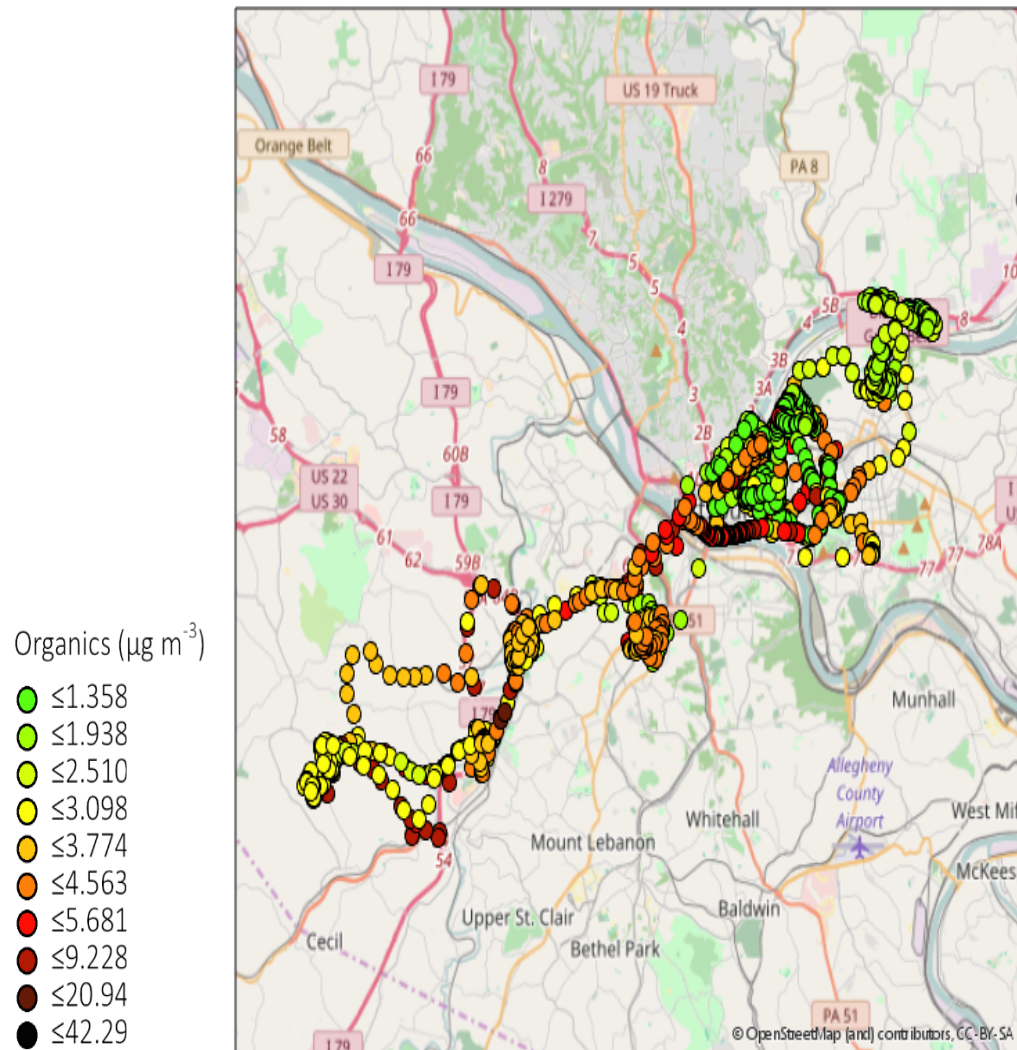 I 79
US 19 Truck
Orange Belt
66
8
PA 8
I 279
66
7
I 79
5
5
10
5B
8
4
4
3B
3
3A
I 79
2B
58
60B
US 22
US 30
I 79
61
62
59B
78A
77
77
51
I 79
Munhall
Allegheny
County
Airport
West Mif
Whitehall
Mount Lebanon
54
McKees
Baldwin
Upper St. Clair
Cecil
Bethel Park
PA 51
I 79
© OpenStreetMap (and) contributors, CC-BY-SA
Organics (µg m-3)
≤1.358
≤1.938
≤2.510
≤3.098
≤3.774
≤4.563
≤5.681
≤9.228
≤20.94
≤42.29